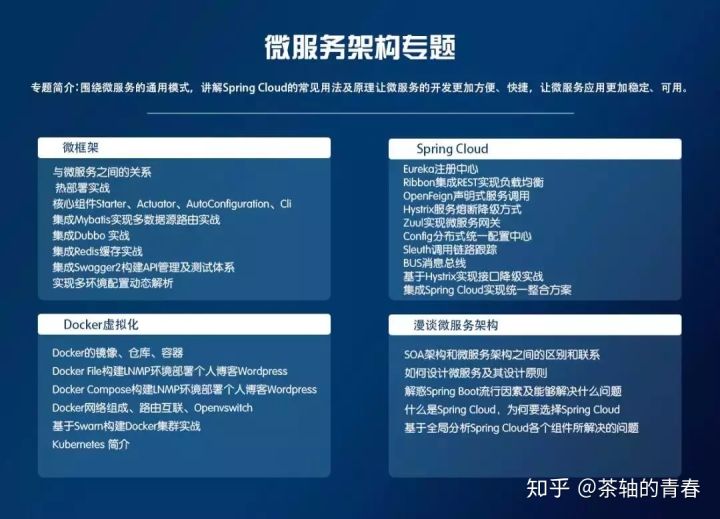 微服务架构专题
专题简介:围绕微服务的通用模式，讲解Spring Cloud的常见用法及原理让微服务的开发更加方便、快捷，让微服务应用更加稳定、可用。
微框架
与微服务之间的关系
热部署实战
核心组件Starter、Actuator、AutoConfiguration、Cli
集成Mybatis实现多数据源路由实战
集成Dubbo 实战
集成Redis缓存实战
集成Swagger2构建API管理及测试体系
实现多环境配置动态解析
Spring Cloud
Eureka注册中心
Ribbon集成REST实现负载均衡
OpenFeign声明式服务调用
Hystrix服务熔断降级方式
Zuul实现微服务网关
Config分布式统一配置中心
Sleuth调用链路跟踪
BUS消息总线
基于Hystrix实现接口降级实战
集成Spring Cloud实现统一整合方案
Docker虚拟化
Docker的镜像、仓库、容器
Docker File构建LNMP环境部署个人博客Wordpress
Docker Compose构建LNMP环境部署个人博客Wordpress
Docker网络组成、路由互联、Openvswitch
基于Swarn构建Docker集群实战
Kubernetes 简介
漫谈微服务架构
SOA架构和微服务架构之间的区别和联系
如何设计微服务及其设计原则
解惑Spring Boot流行因素及能够解决什么问题
什么是Spring Cloud，为何要选择Spring Cloud
基于全局分析Spring Cloud各个组件所解决的问题
知乎 @茶轴的青春